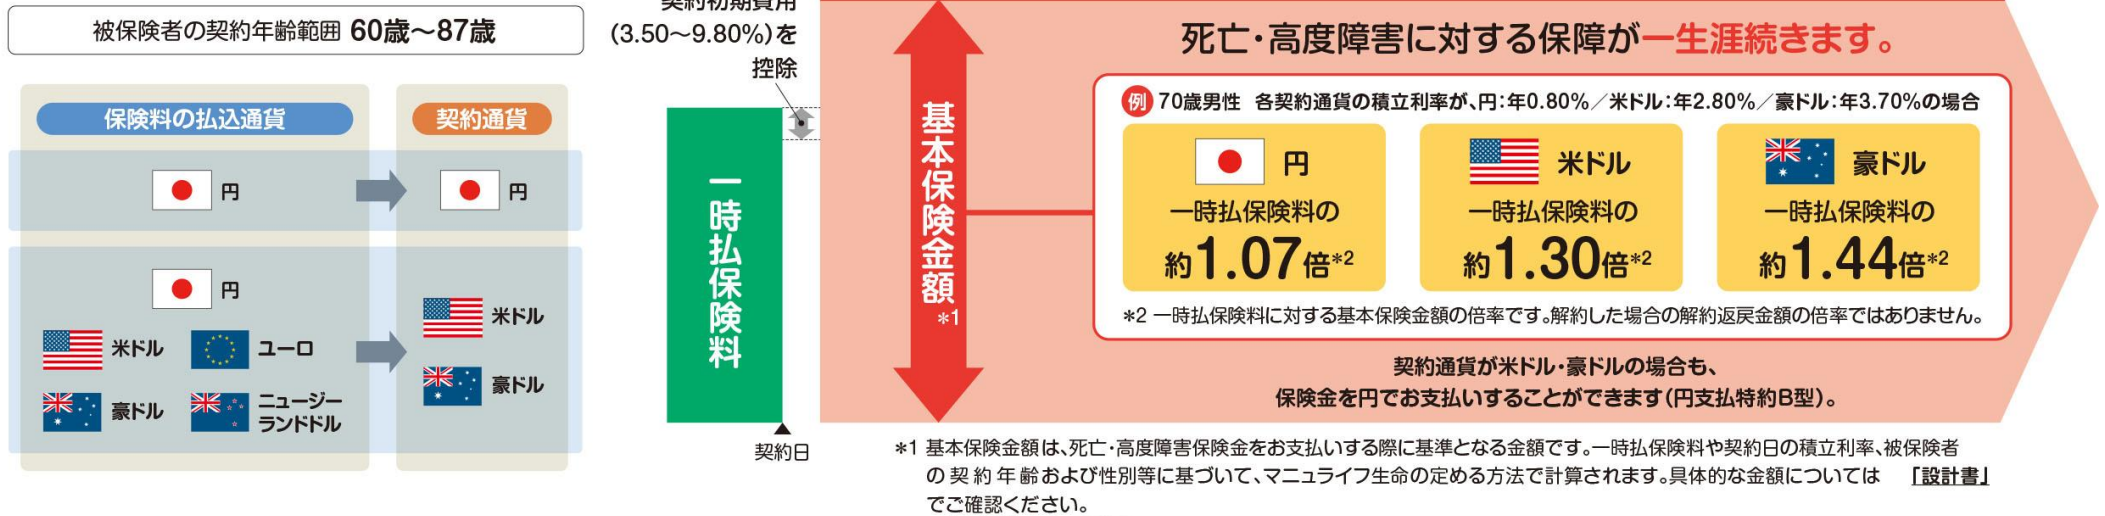 被保険者の契約年齢範囲 60歳～87歳
保険料の払込通貨
契約通貨
円
円
円
米ドル
ユーロ
豪ドル
ニュージー
ランドドル
米ドル
豪ドル
契約初期費用
(3.50～9.80%)を
控除
一時払保険料
契約日
基本保険金額*1
死亡・高度障害に対する保障が一生涯続きます。
例 70歳男性 各契約通貨の積立利率が、円：年0.80%／米ドル：年2.80%／豪ドル：年3.70%の場合
円
一時払保険料の
約1.07倍*2
米ドル
一時払保険料の
約1.30倍*2
豪ドル
一時払保険料の
約1.44倍*2
*2 一時払保険料に対する基本保険金額の倍率です。解約した場合の解約返戻金額の倍率ではありません。
契約通貨が米ドル・豪ドルの場合も、
保険金を円でお支払いすることができます(円支払特約B型)。
*1 基本保険金額は、死亡・高度障害保険金をお支払いする際に基準となる金額です。一時払保険料や契約日の積立利率、被保険者
の契約年齢および性別等に基づいて、マニュライフ生命の定める方法で計算されます。具体的な金額については 「設計書」
でご確認ください。